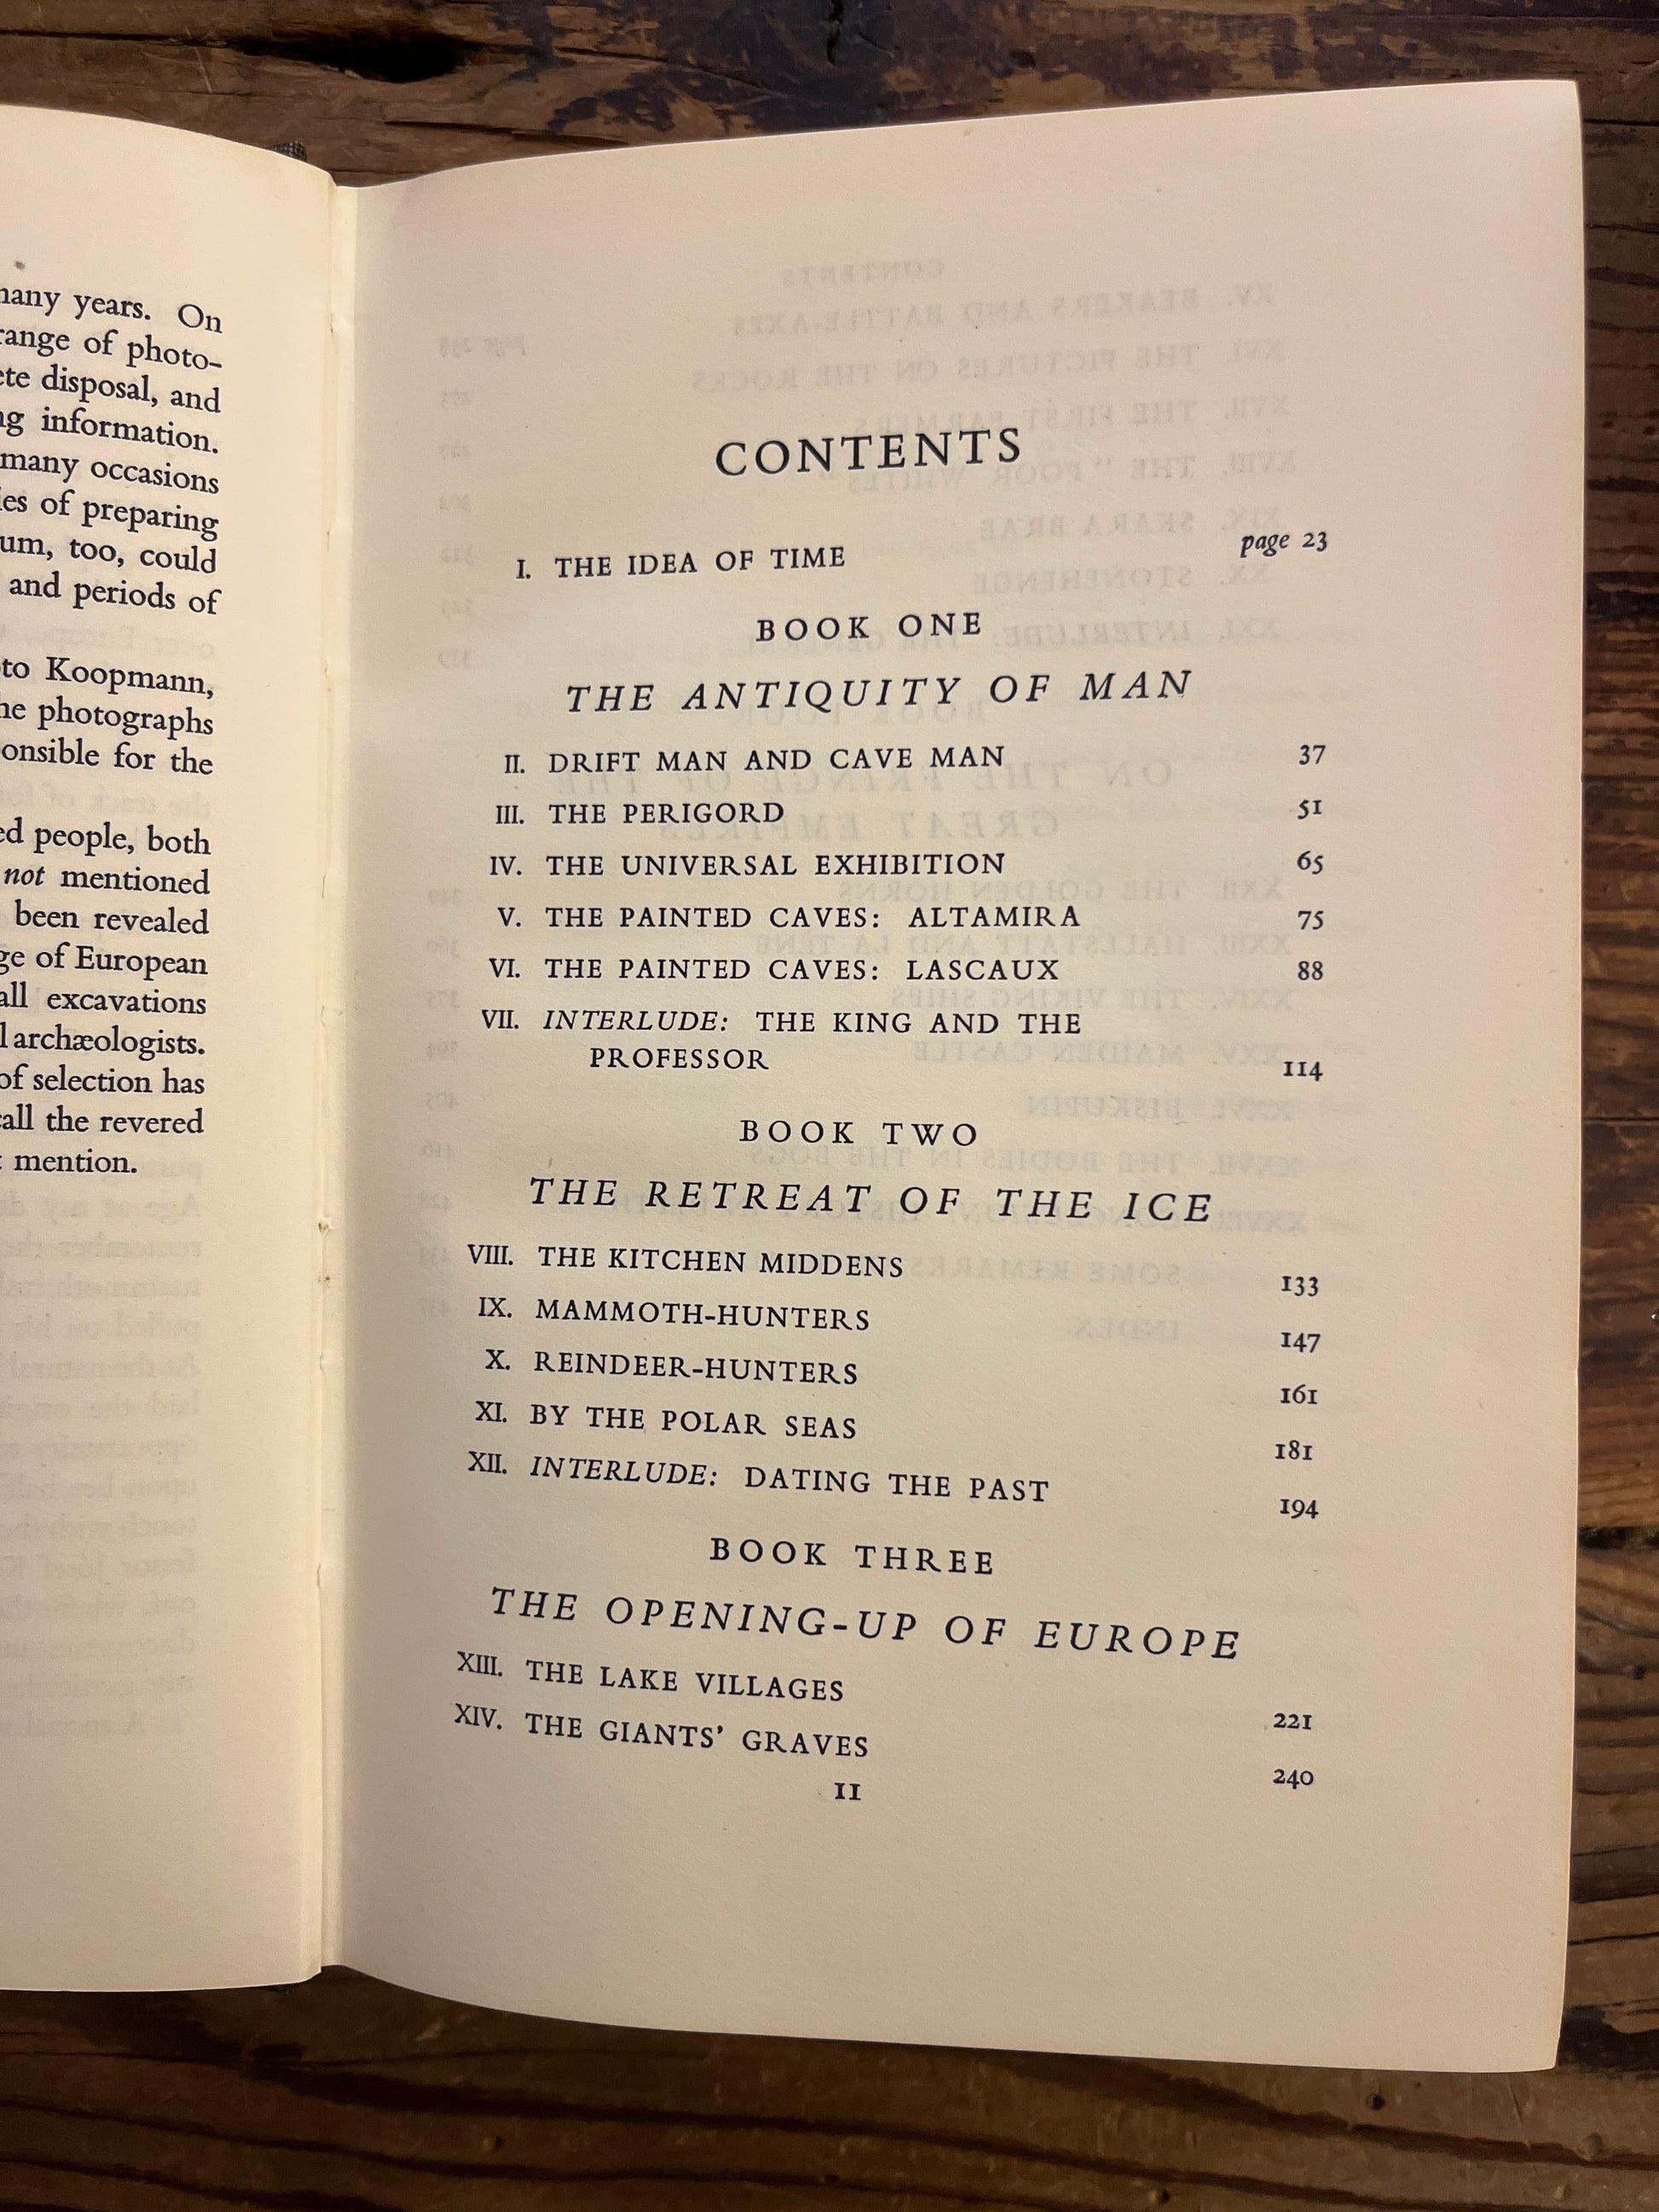 many years. On
range of photo-
ete disposal, and
ng information.
many occasions
ies of preparing
um, too, could
and periods of
to Koopmann,
he photographs
onsible for the
ed people, both
not mentioned
been revealed
ge of European
all excavations
l archæologists.
of selection has
call the revered
mention.
CONTENTS
I. THE IDEA OF TIME page 23
BOOK ONE
THE ANTIQUITY OF MAN
II. DRIFT MAN AND CAVE MAN 37
III. THE PERIGORD 51
IV. THE UNIVERSAL EXHIBITION 65
V. THE PAINTED CAVES: ALTAMIRA 75
VI. THE PAINTED CAVES: LASCAUX 88
VII. INTERLUDE: THE KING AND THE
PROFESSOR 114
BOOK TWO
THE RETREAT OF THE ICE
VIII. THE KITCHEN MIDDENS 133
IX. MAMMOTH-HUNTERS 147
X. REINDEER-HUNTERS 161
XI. BY THE POLAR SEAS 181
XII. INTERLUDE: DATING THE PAST 194
BOOK THREE
THE OPENING-UP OF EUROPE
XIII. THE LAKE VILLAGES 221
XIV. THE GIANTS' GRAVES 240
11